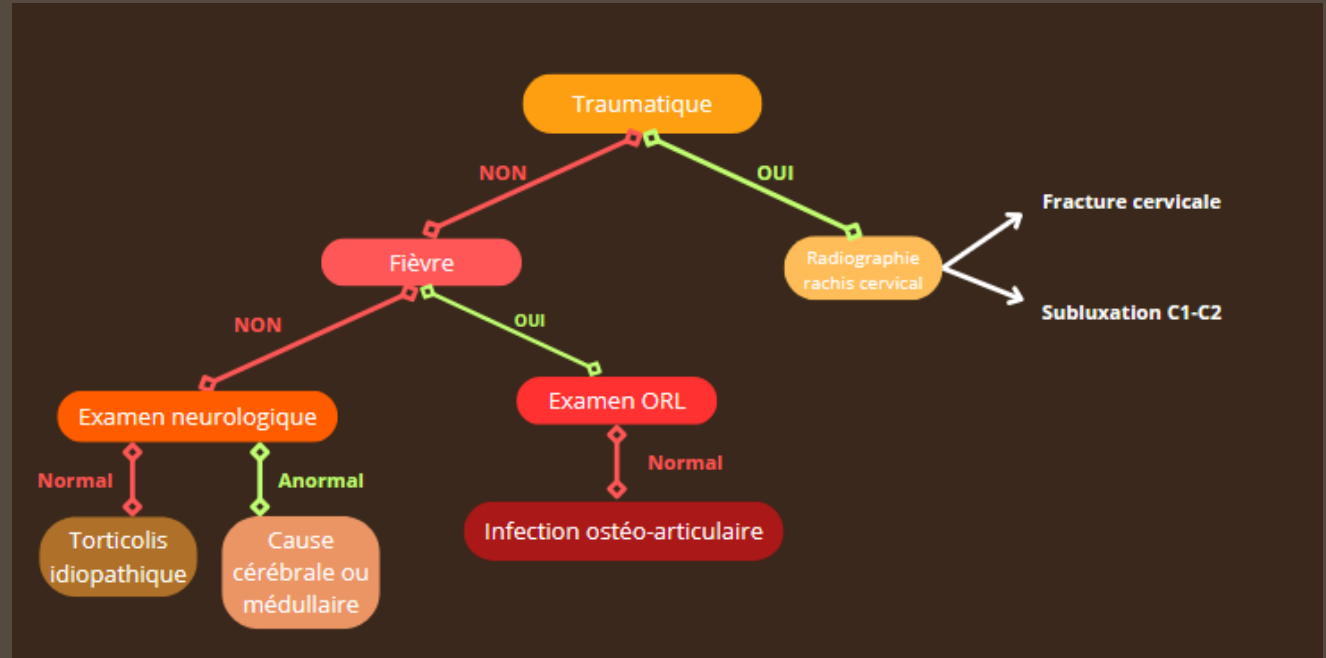 Traumatique
NON
OUI
Fracture cervicale
Fièvre
Radiographie
rachis cervical
Subluxation C1-C2
NON
OUI
Examen neurologique
Examen ORL
Normal
Anormal
Normal
Torticolis
idiopathique
Cause
cérébrale ou
médullaire
Infection ostéo-articulaire